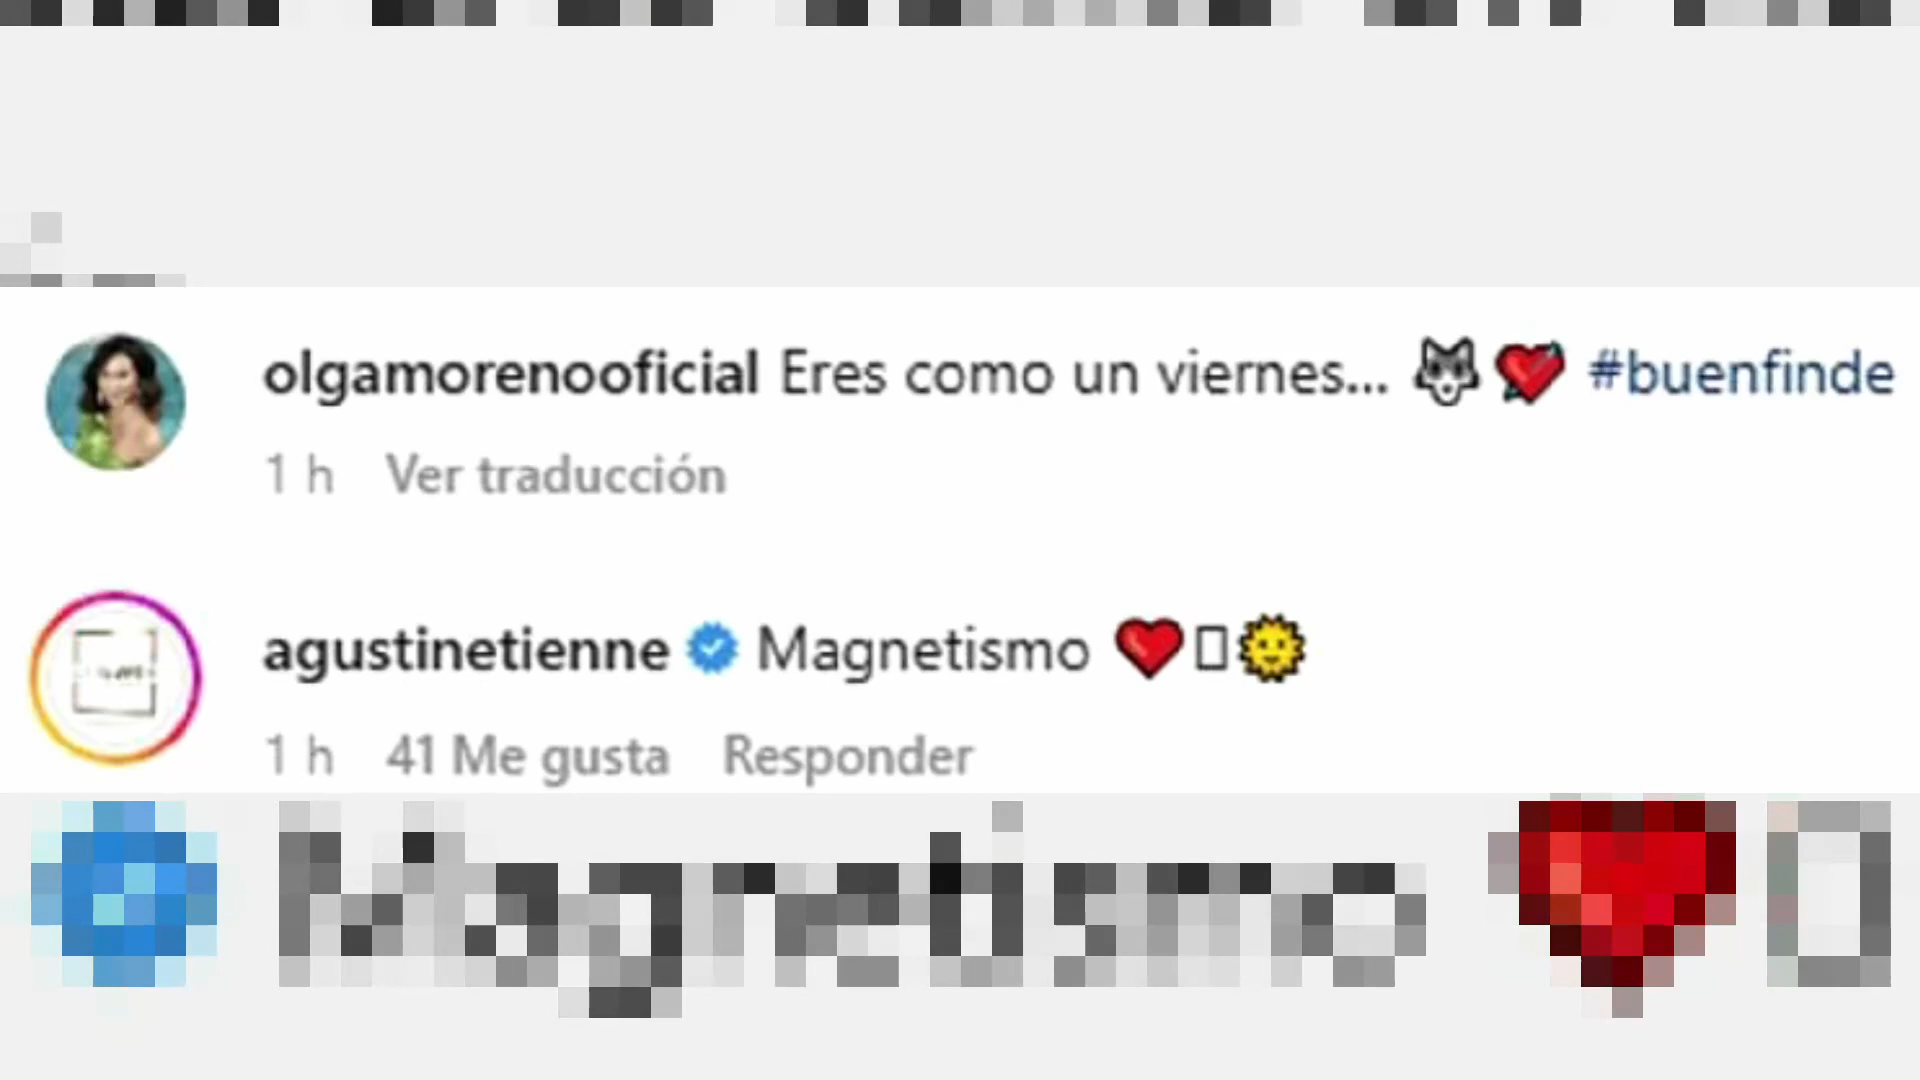 olgamorenooficial Eres como un viernes... 🐺💘 #buenfinde
1 h Ver traducción
agustinetienne Magnetismo ❤️▯🌞
1 h 41 Me gusta Responder
Magnetismo ❤️▯